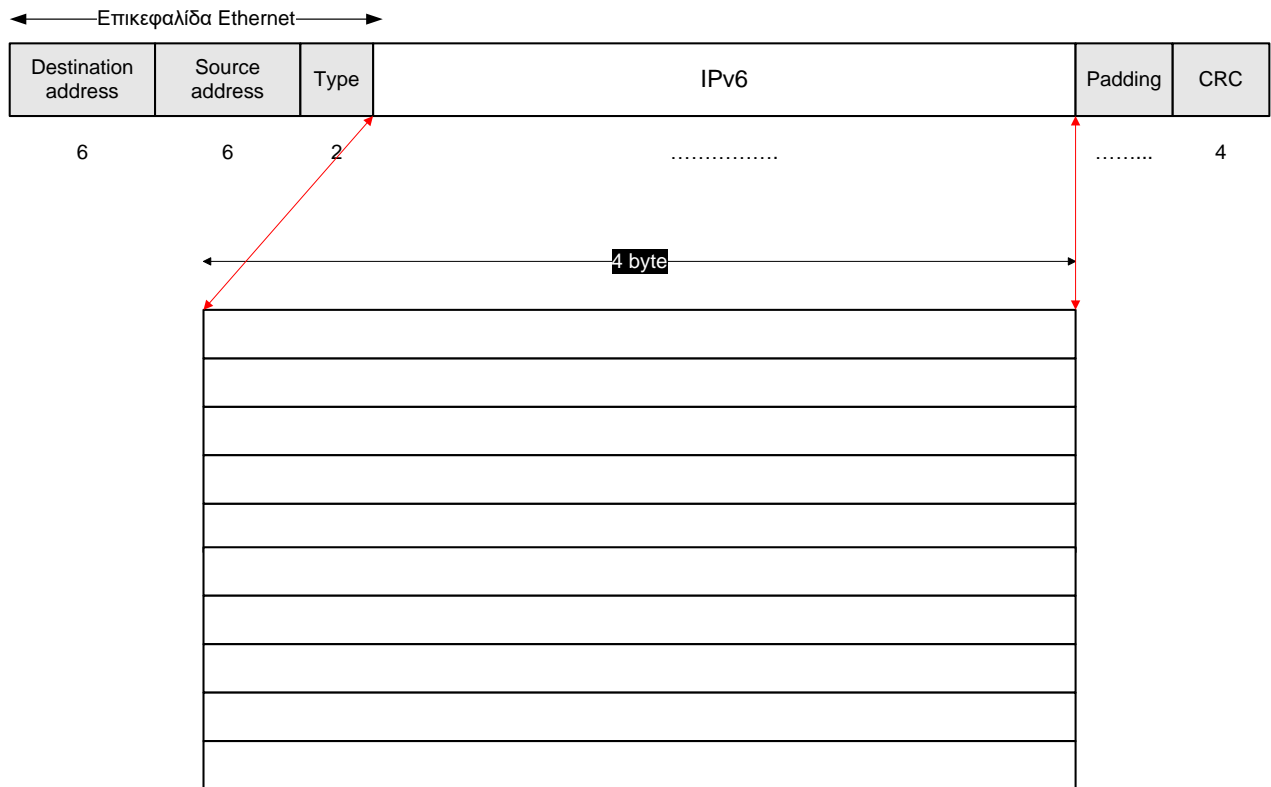 Επικεφαλίδα Ethernet
Destination address
Source address
Type
IPv6
Padding
CRC
6
6
2
…………….
……...
4
4 byte